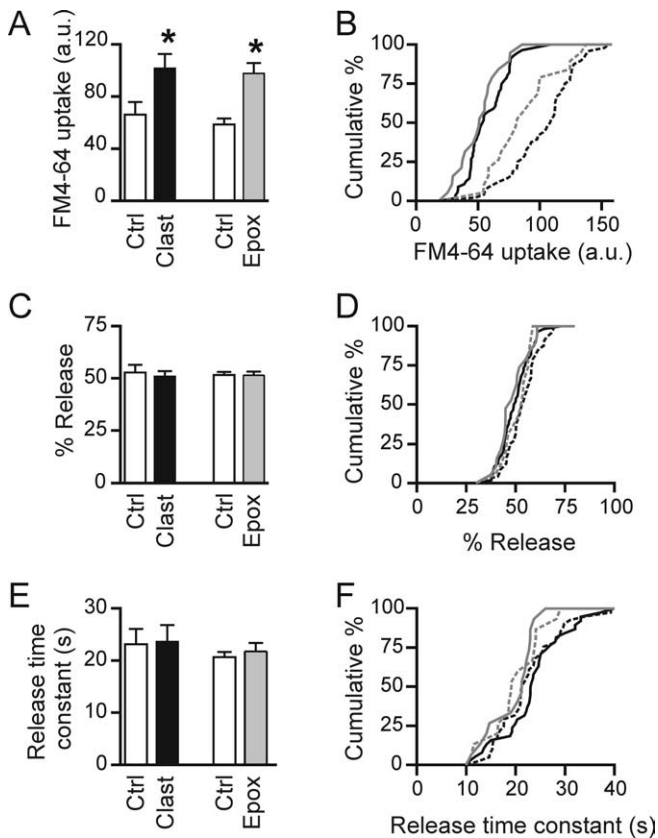 A
FM4-64 uptake (a.u.)
120
80
40
0
*
*
Ctrl
Clast
Ctrl
Epox
B
Cumulative %
100
75
50
25
0
0
50
100
150
FM4-64 uptake (a.u.)
C
% Release
75
50
25
0
Ctrl
Clast
Ctrl
Epox
D
Cumulative %
100
75
50
25
0
0
25
50
75
100
% Release
E
Release time
constant (s)
30
20
10
0
Ctrl
Clast
Ctrl
Epox
F
Cumulative %
100
75
50
25
0
0
10
20
30
40
Release time constant (s)